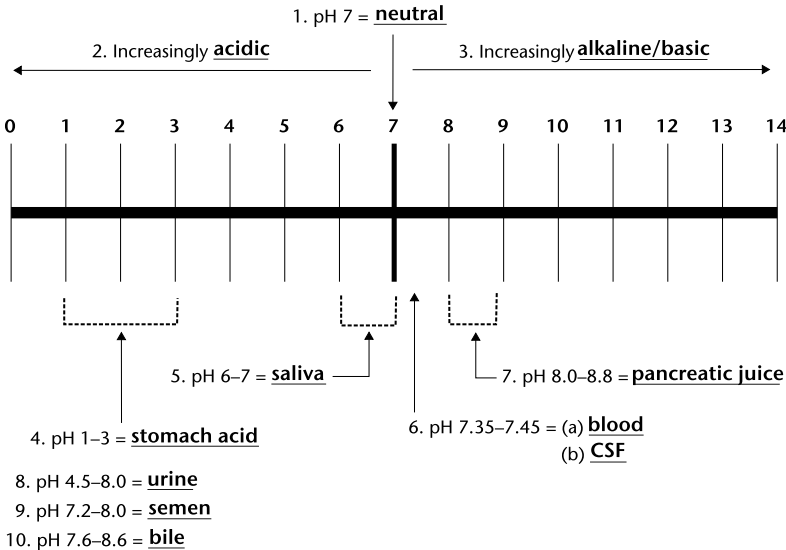 1. pH 7 = neutral
2. Increasingly acidic
3. Increasingly alkaline/basic
0 1 2 3 4 5 6 7 8 9 10 11 12 13 14
5. pH 6–7 = saliva
7. pH 8.0–8.8 = pancreatic juice
4. pH 1–3 = stomach acid
6. pH 7.35–7.45 = (a) blood
(b) CSF
8. pH 4.5–8.0 = urine
9. pH 7.2–8.0 = semen
10. pH 7.6–8.6 = bile